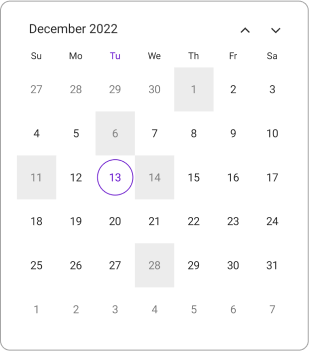 December 2022
Su Mo Tu We Th Fr Sa
27 28 29 30 1 2 3
4 5 6 7 8 9 10
11 12 13 14 15 16 17
18 19 20 21 22 23 24
25 26 27 28 29 30 31
1 2 3 4 5 6 7